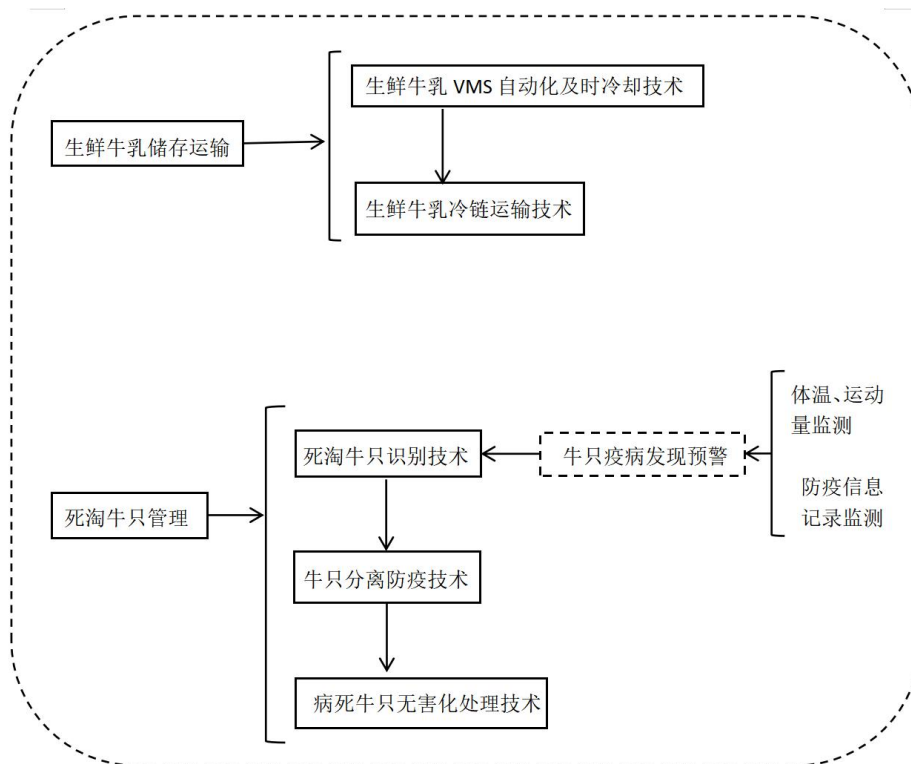 生鲜牛乳 VMS 自动化及时冷却技术
生鲜牛乳储存运输
生鲜牛乳冷链运输技术
体温、运动
量监测
死淘牛只识别技术
牛只疫病发现预警
防疫信息
记录监测
死淘牛只管理
牛只分离防疫技术
病死牛只无害化处理技术